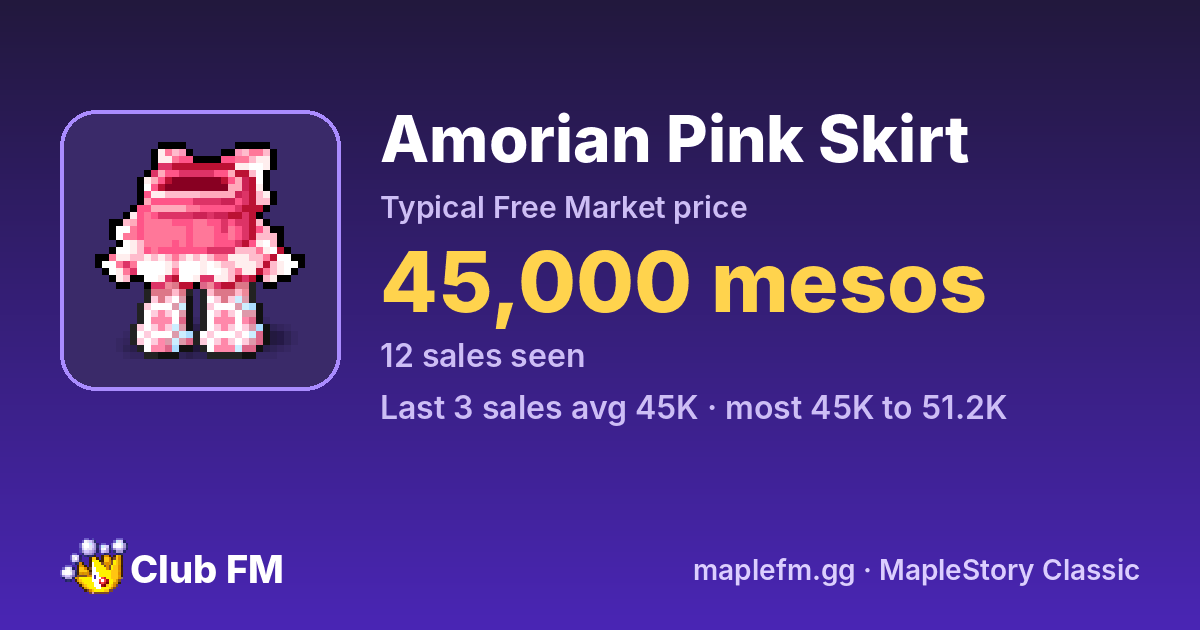 Amorian Pink Skirt
Typical Free Market price
45,000 mesos
12 sales seen
Last 3 sales avg 45K · most 45K to 51.2K
Club FM
maplefm.gg · MapleStory Classic